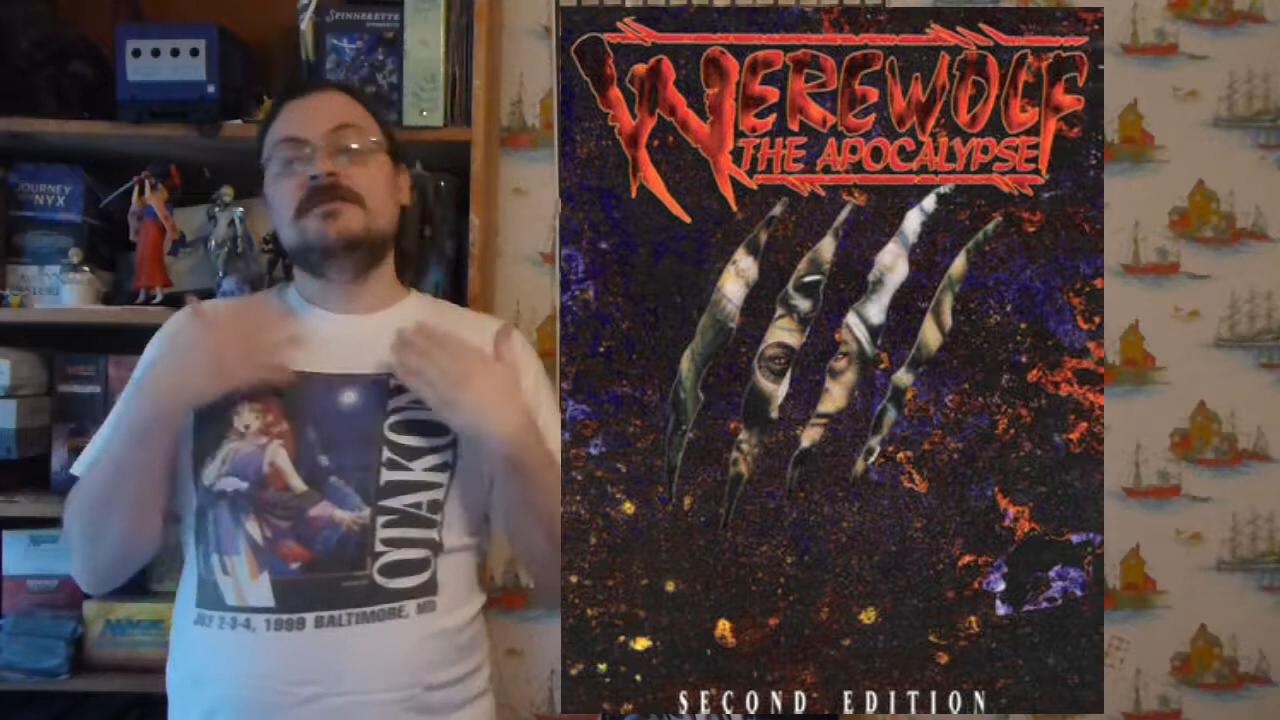 SPINNERETTE
JOURNEY
NYX
WEREWOLF
THE APOCALYPSE
OTAKON
JULY 2-3-4, 1999 BALTIMORE, MD
SECOND EDITION